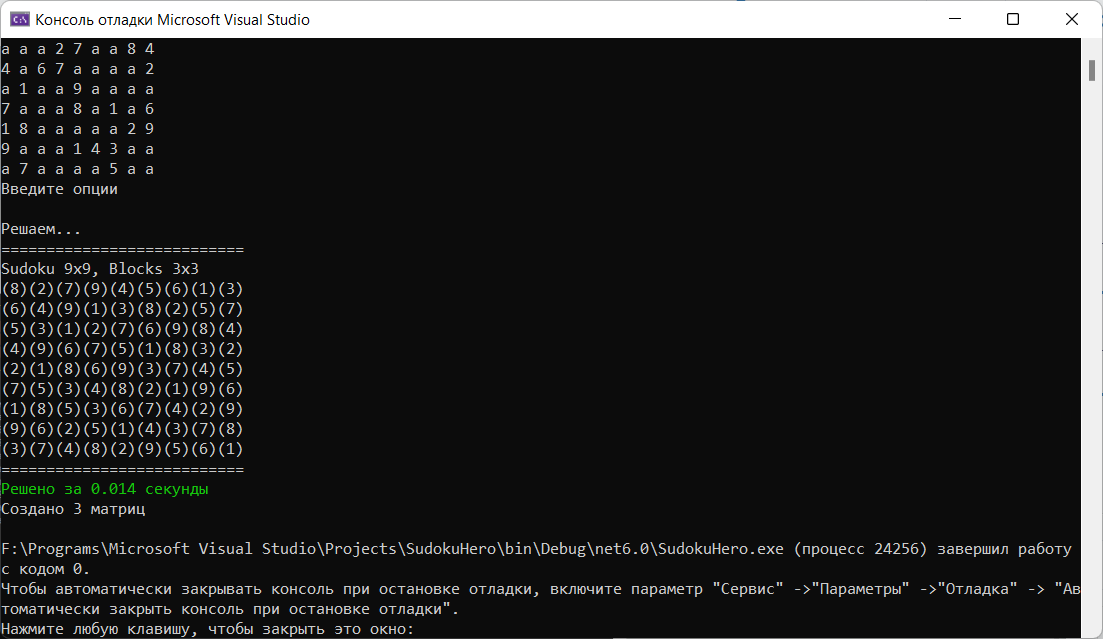 Консоль отладки Microsoft Visual Studio
a a a 2 7 a a 8 4
4 a 6 7 a a a a 2
a 1 a a 9 a a a a
7 a a a 8 a 1 a 6
1 8 a a a a a 2 9
9 a a a 1 4 3 a a
a 7 a a a a 5 a a
Введите опции
Решаем...
===========================
Sudoku 9x9, Blocks 3x3
(8)(2)(7)(9)(4)(5)(6)(1)(3)
(6)(4)(9)(1)(3)(8)(2)(5)(7)
(5)(3)(1)(2)(7)(6)(9)(8)(4)
(4)(9)(6)(7)(5)(1)(8)(3)(2)
(2)(1)(8)(6)(9)(3)(7)(4)(5)
(7)(5)(3)(4)(8)(2)(1)(9)(6)
(1)(8)(5)(3)(6)(7)(4)(2)(9)
(9)(6)(2)(5)(1)(4)(3)(7)(8)
(3)(7)(4)(8)(2)(9)(5)(6)(1)
===========================
Решено за 0.014 секунды
Создано 3 матриц
F:\Programs\Microsoft Visual Studio\Projects\SudokuHero\bin\Debug\net6.0\SudokuHero.exe (процесс 24256) завершил работу
с кодом 0.
Чтобы автоматически закрывать консоль при остановке отладки, включите параметр "Сервис" ->"Параметры" ->"Отладка" -> "Ав
томатически закрыть консоль при остановке отладки".
Нажмите любую клавишу, чтобы закрыть это окно: